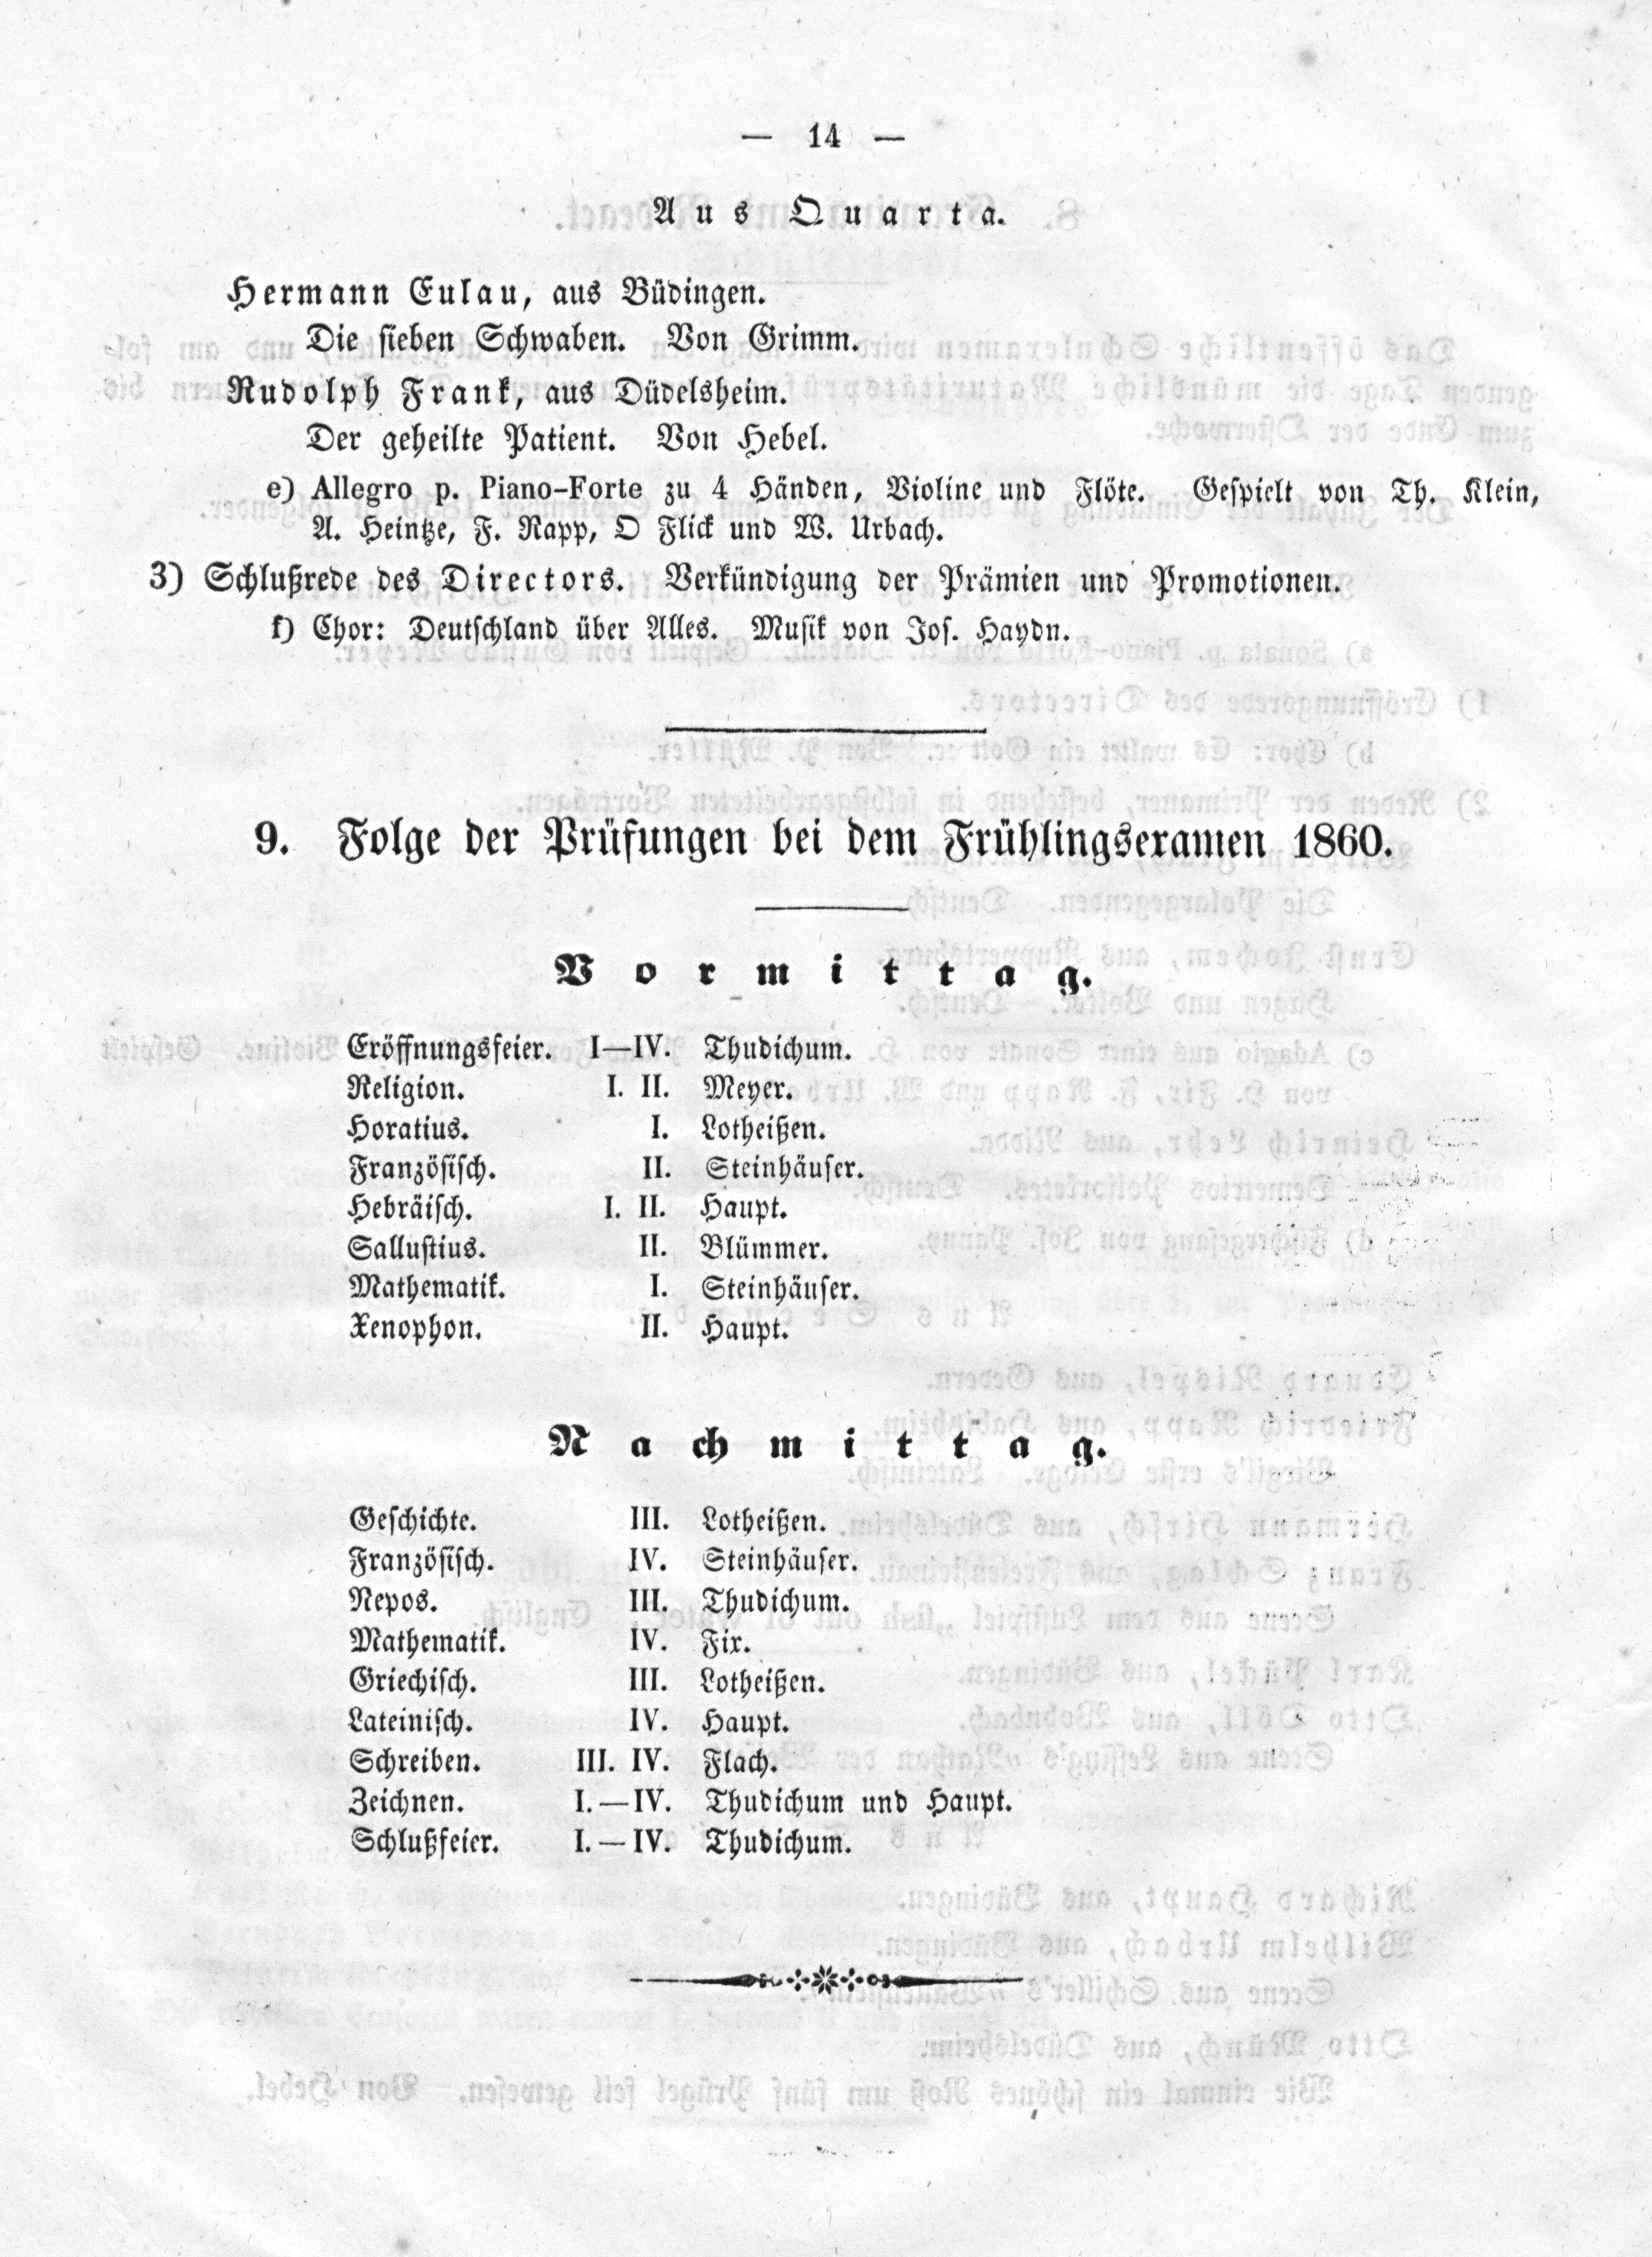 — 14 —
Aus Quarta.
Hermann Eulau, aus Büdingen.
Die sieben Schwaben. Von Grimm.
Rudolph Frank, aus Düdelsheim.
Der geheilte Patient. Von Hebel.
e) Allegro p. Piano-Forte zu 4 Händen, Violine und Flöte. Gespielt von Th. Klein,
A. Heintze, F. Rapp, O Flick und W. Urbach.
3) Schlußrede des Directors. Verkündigung der Prämien und Promotionen.
f) Chor: Deutschland über Alles. Musik von Jos. Haydn.
9. Folge der Prüfungen bei dem Frühlingsexamen 1860.
Vormittag.
Eröffnungsfeier. I—IV. Thudichum.
Religion. I. II. Meyer.
Horatius. I. Lotheißen.
Französisch. II. Steinhäuser.
Hebräisch. I. II. Haupt.
Sallustius. II. Blümmer.
Mathematik. I. Steinhäuser.
Xenophon. II. Haupt.
Nachmittag.
Geschichte. III. Lotheißen.
Französisch. IV. Steinhäuser.
Nepos. III. Thudichum.
Mathematik. IV. Fix.
Griechisch. III. Lotheißen.
Lateinisch. IV. Haupt.
Schreiben. III. IV. Flach.
Zeichnen. I.—IV. Thudichum und Haupt.
Schlußfeier. I.—IV. Thudichum.